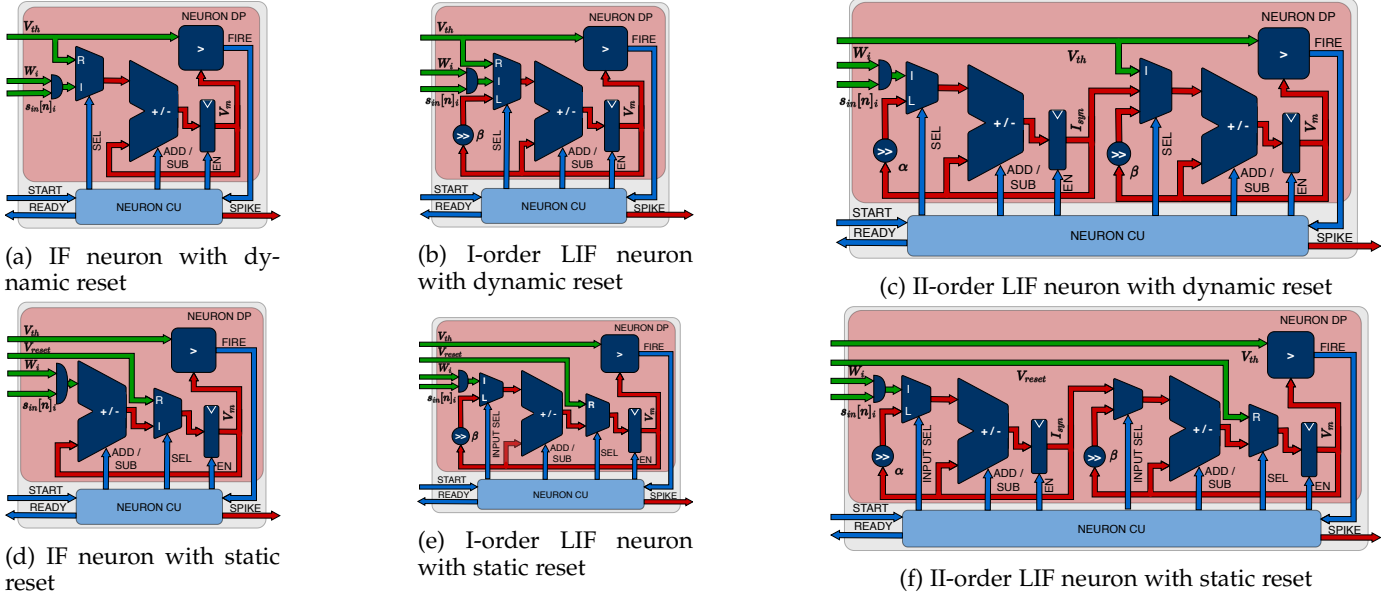 NEURON DP
V_th
FIRE
R
>
W_i
I
s_in[n]_i
+ / -
V_m
SEL
ADD /
SUB
EN
START
READY
NEURON CU
SPIKE
(a) IF neuron with dy-
namic reset
NEURON DP
V_th
FIRE
R
>
W_i
I
s_in[n]_i
L
+ / -
V_m
>>
β
SEL
ADD /
SUB
EN
START
READY
NEURON CU
SPIKE
(b) I-order LIF neuron
with dynamic reset
NEURON DP
FIRE
W_i
V_th
>
I
I
s_in[n]_i
L
+ / -
I_syn
+ / -
V_m
>>
α
>>
β
SEL
SEL
ADD /
SUB
EN
ADD /
SUB
EN
START
READY
NEURON CU
SPIKE
(c) II-order LIF neuron with dynamic reset
NEURON DP
V_th
FIRE
V_reset
>
W_i
s_in[n]_i
R
+ / -
I
V_m
ADD /
SUB
SEL
EN
START
READY
NEURON CU
SPIKE
(d) IF neuron with static
reset
NEURON DP
V_th
FIRE
V_reset
>
W_i
I
s_in[n]_i
L
R
+ / -
V_m
>>
β
INPUT SEL
ADD /
SUB
SEL
EN
START
READY
NEURON CU
SPIKE
(e) I-order LIF neuron
with static reset
NEURON DP
V_th
FIRE
>
W_i
V_reset
I
s_in[n]_i
L
R
+ / -
I_syn
+ / -
V_m
>>
α
>>
β
INPUT SEL
ADD /
SUB
EN
INPUT SEL
ADD /
SUB
SEL
EN
START
READY
NEURON CU
SPIKE
(f) II-order LIF neuron with static reset